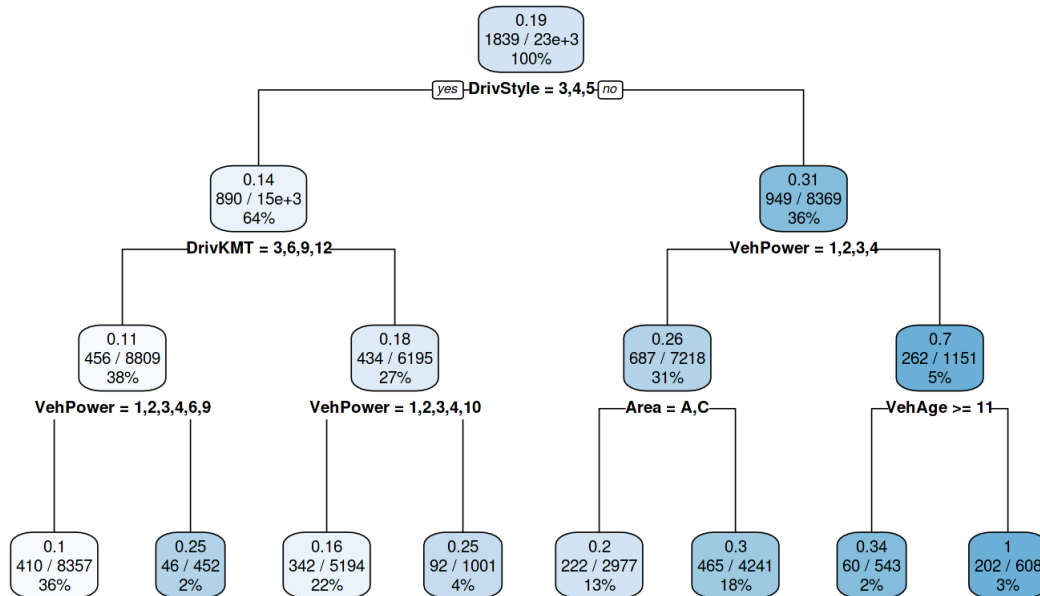 0.19
1839 / 23e+3
100%
yes DrivStyle = 3,4,5 no
0.14
890 / 15e+3
64%
0.31
949 / 8369
36%
DrivKMT = 3,6,9,12
VehPower = 1,2,3,4
0.11
456 / 8809
38%
0.18
434 / 6195
27%
0.26
687 / 7218
31%
0.7
262 / 1151
5%
VehPower = 1,2,3,4,6,9
VehPower = 1,2,3,4,10
Area = A,C
VehAge >= 11
0.1
410 / 8357
36%
0.25
46 / 452
2%
0.16
342 / 5194
22%
0.25
92 / 1001
4%
0.2
222 / 2977
13%
0.3
465 / 4241
18%
0.34
60 / 543
2%
1
202 / 608
3%